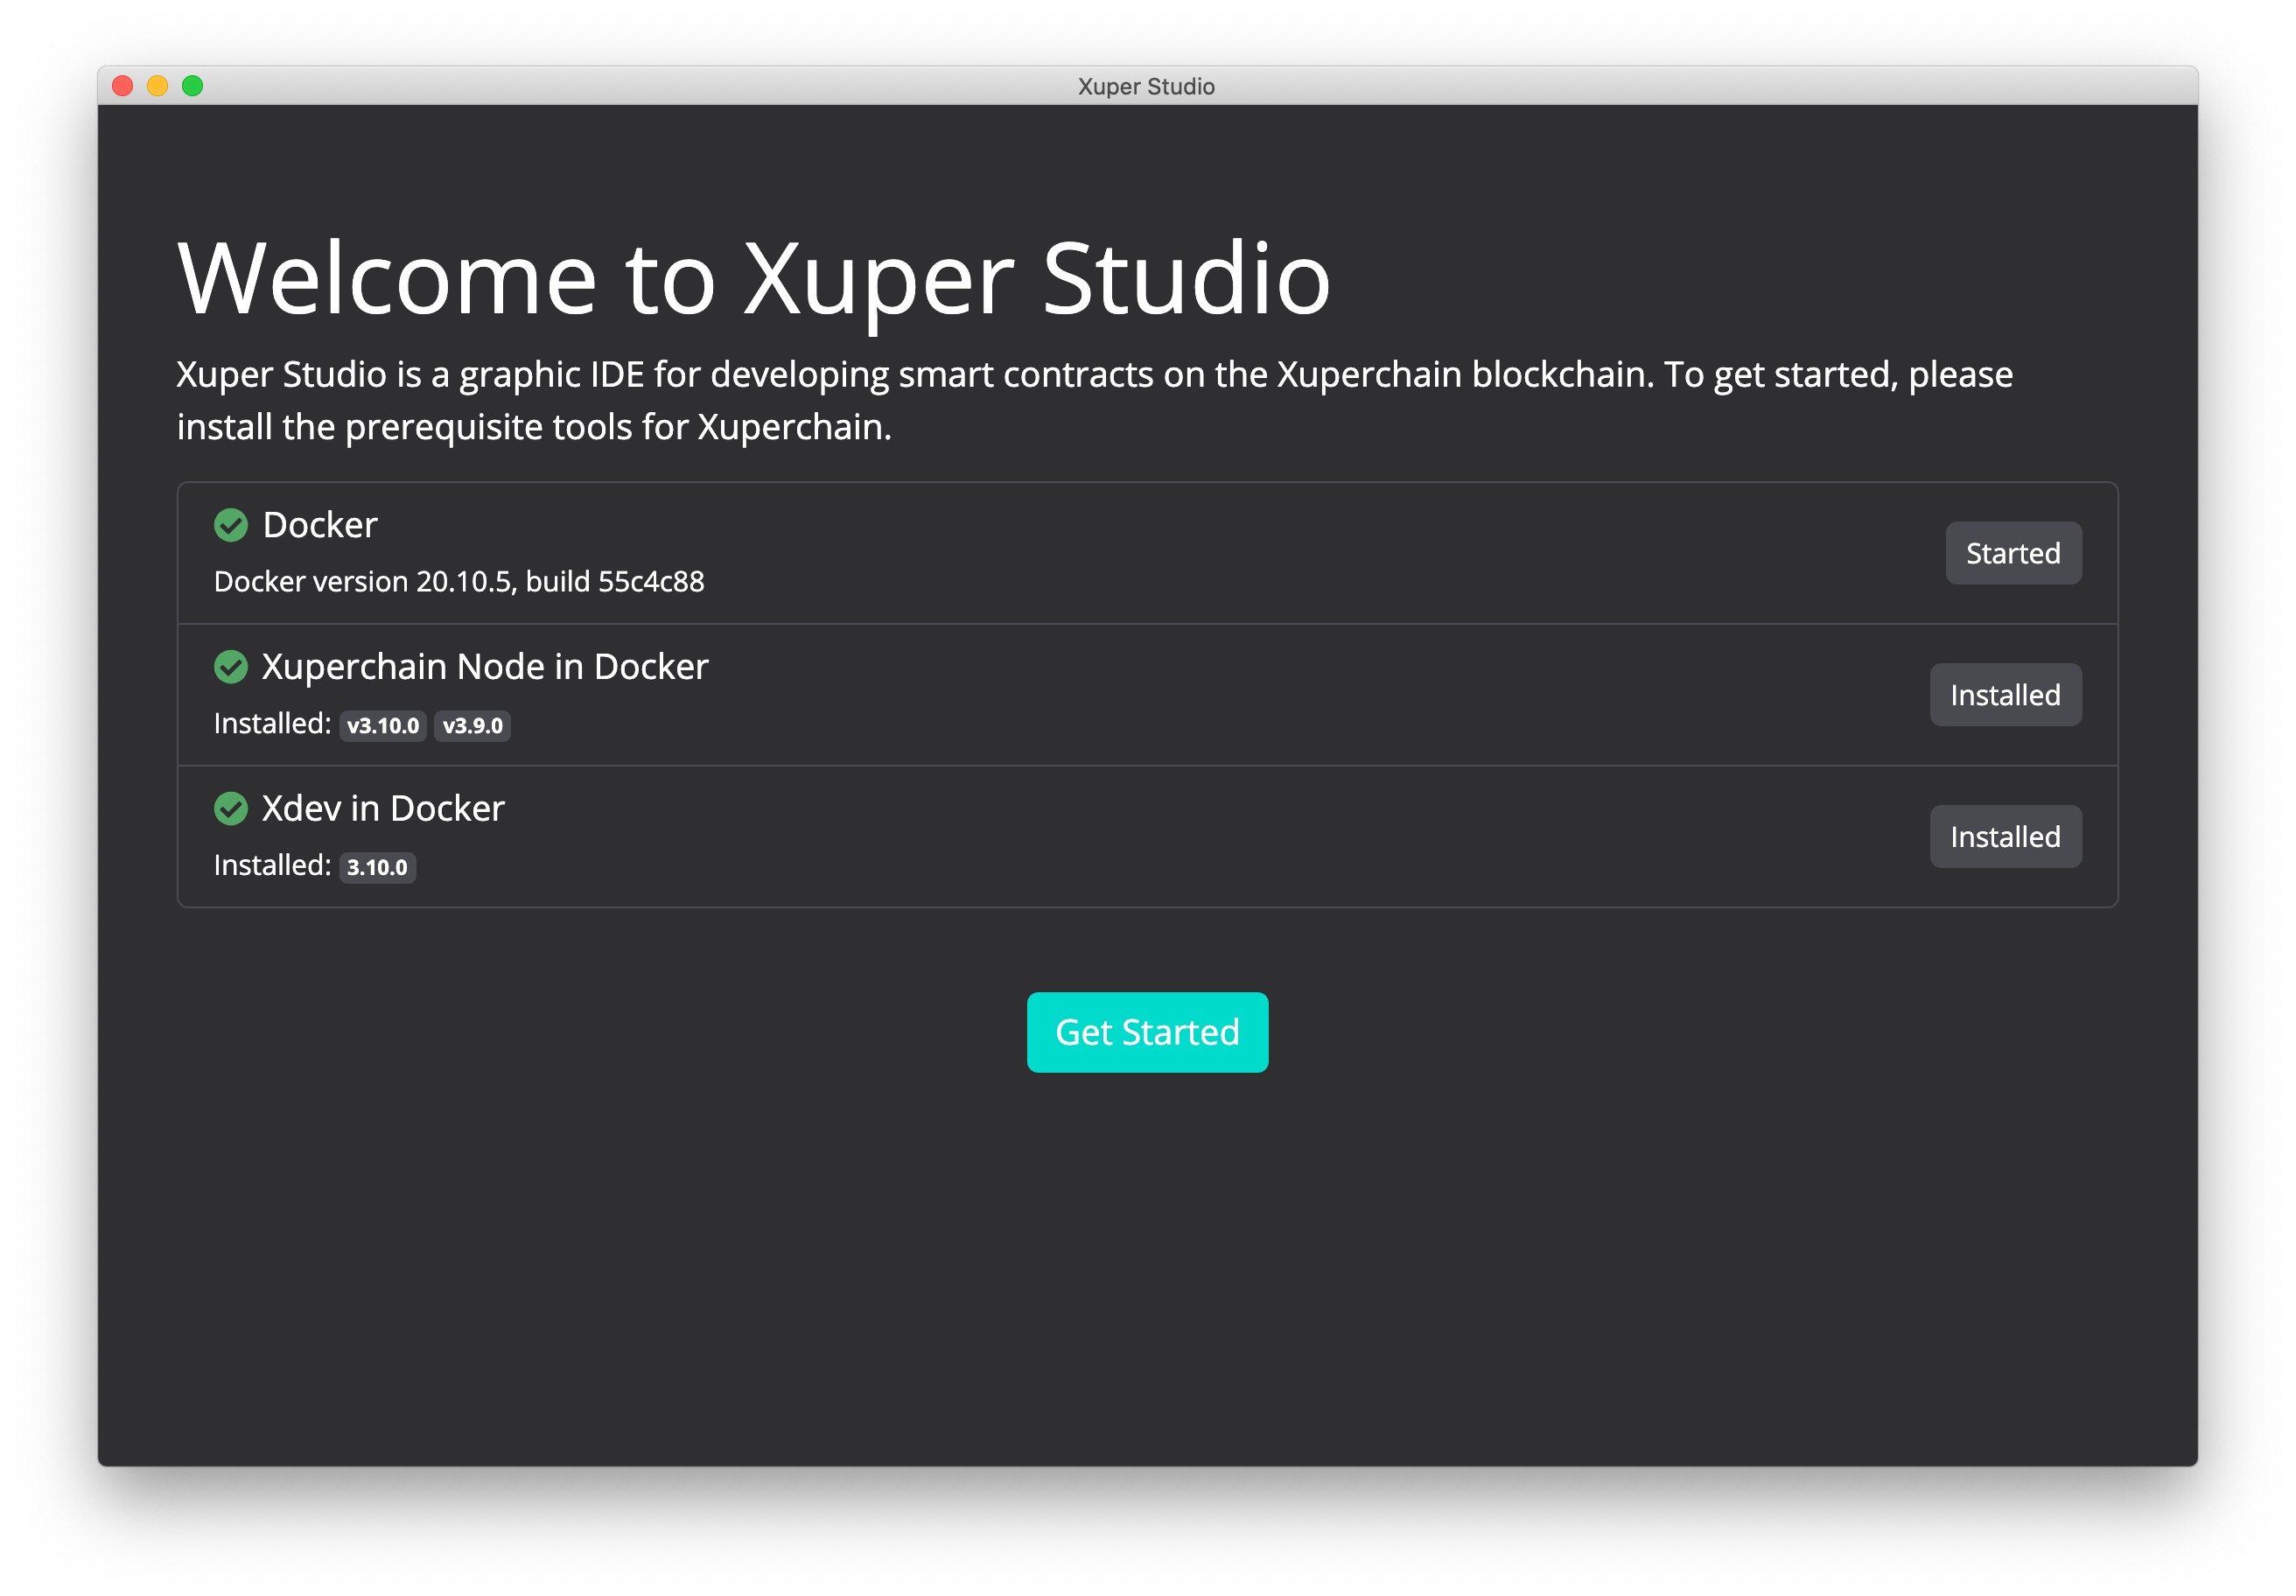 Xuper Studio
Welcome to Xuper Studio
Xuper Studio is a graphic IDE for developing smart contracts on the Xuperchain blockchain. To get started, please
install the prerequisite tools for Xuperchain.
Docker
Docker version 20.10.5, build 55c4c88
Started
Xuperchain Node in Docker
Installed: v3.10.0 v3.9.0
Installed
Xdev in Docker
Installed: 3.10.0
Installed
Get Started